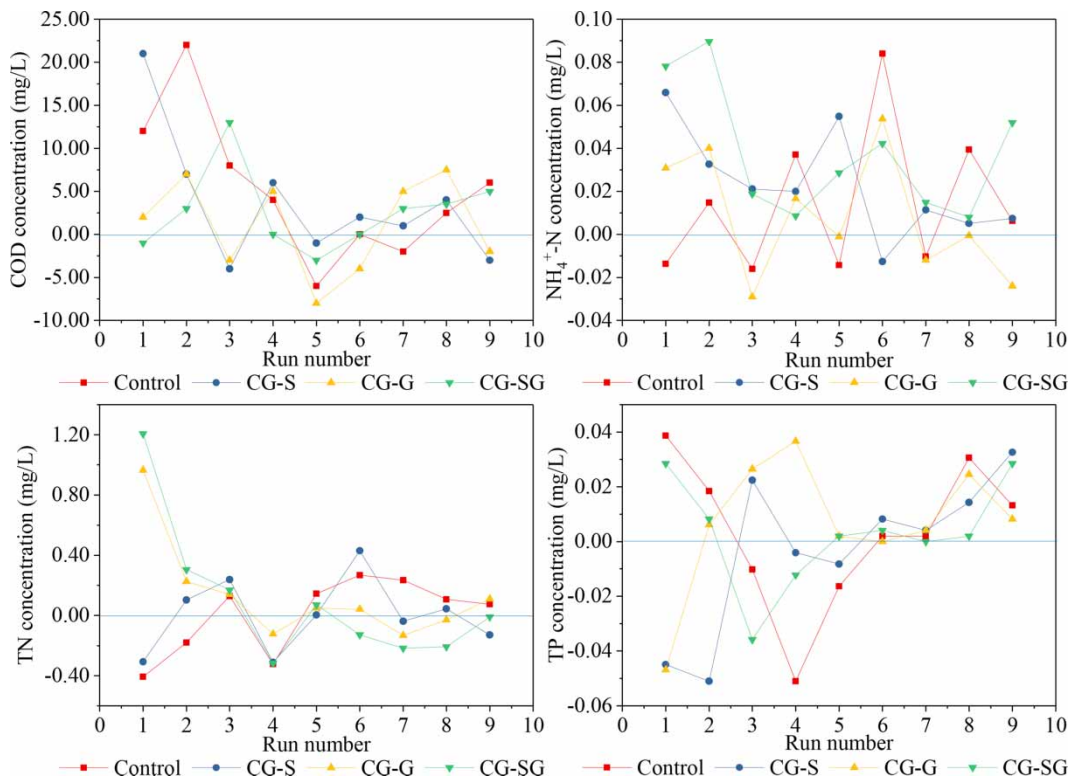 COD concentration (mg/L)
25.00
20.00
15.00
10.00
5.00
0.00
-5.00
-10.00
0 1 2 3 4 5 6 7 8 9 10
Run number
Control CG-S CG-G CG-SG
NH₄⁺-N concentration (mg/L)
0.10
0.08
0.06
0.04
0.02
0.00
-0.02
-0.04
0 1 2 3 4 5 6 7 8 9 10
Run number
Control CG-S CG-G CG-SG
TN concentration (mg/L)
1.20
0.80
0.40
0.00
-0.40
0 1 2 3 4 5 6 7 8 9 10
Run number
Control CG-S CG-G CG-SG
TP concentration (mg/L)
0.04
0.02
0.00
-0.02
-0.04
-0.06
0 1 2 3 4 5 6 7 8 9 10
Run number
Control CG-S CG-G CG-SG